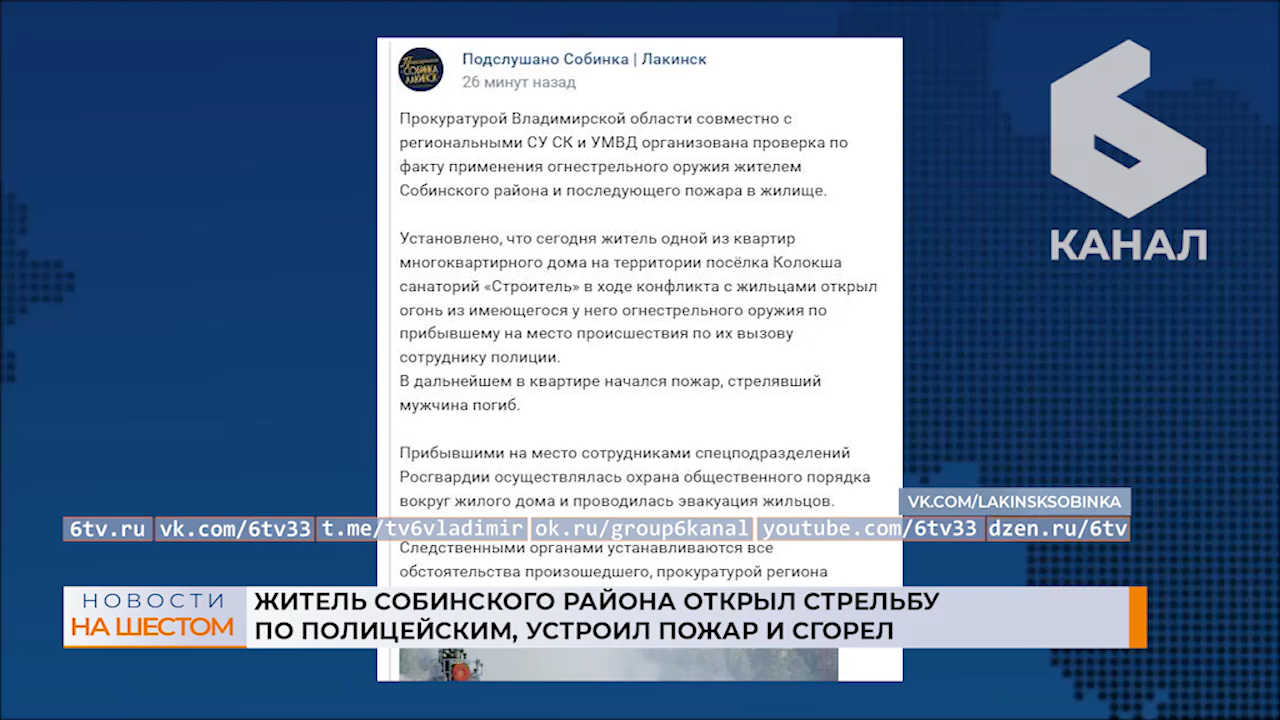 Подслушано Собинка | Лакинск
26 минут назад
Прокуратурой Владимирской области совместно с
региональными СУ СК и УМВД организована проверка по
факту применения огнестрельного оружия жителем
Собинского района и последующего пожара в жилище.
Установлено, что сегодня житель одной из квартир
многоквартирного дома на территории посёлка Колокша
санаторий «Строитель» в ходе конфликта с жильцами открыл
огонь из имеющегося у него огнестрельного оружия по
прибывшему на место происшествия по их вызову
сотруднику полиции.
В дальнейшем в квартире начался пожар, стрелявший
мужчина погиб.
Прибывшими на место сотрудниками спецподразделений
Росгвардии осуществлялась охрана общественного порядка
вокруг жилого дома и проводилась эвакуация жильцов.
Следственными органами устанавливаются все
обстоятельства произошедшего, прокуратурой региона
6
КАНАЛ
VK.COM/LAKINSKSOBINKA
6tv.ru vk.com/6tv33 t.me/tv6vladimir ok.ru/group6kanal youtube.com/6tv33 dzen.ru/6tv
НОВОСТИ
НА ШЕСТОМ
ЖИТЕЛЬ СОБИНСКОГО РАЙОНА ОТКРЫЛ СТРЕЛЬБУ
ПО ПОЛИЦЕЙСКИМ, УСТРОИЛ ПОЖАР И СГОРЕЛ